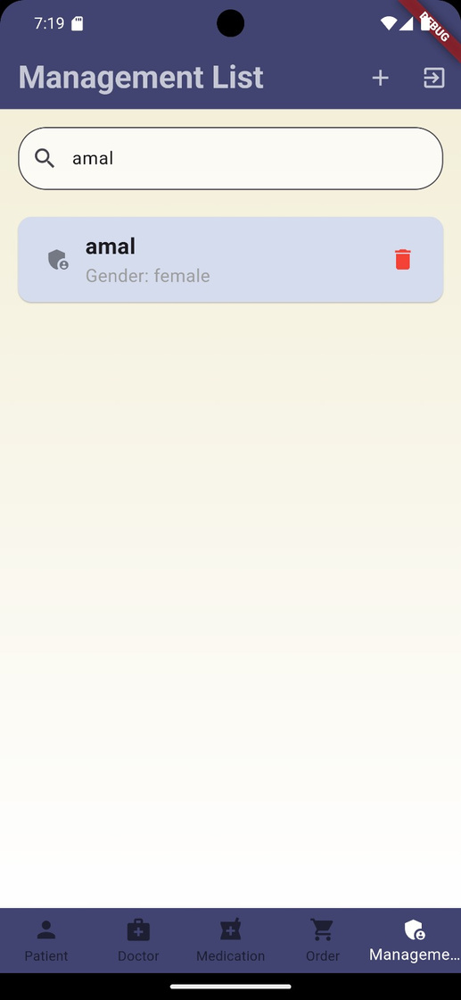 7:19
DEBUG
Management List
amal
amal
Gender: female
Patient
Doctor
Medication
Order
Manageme...